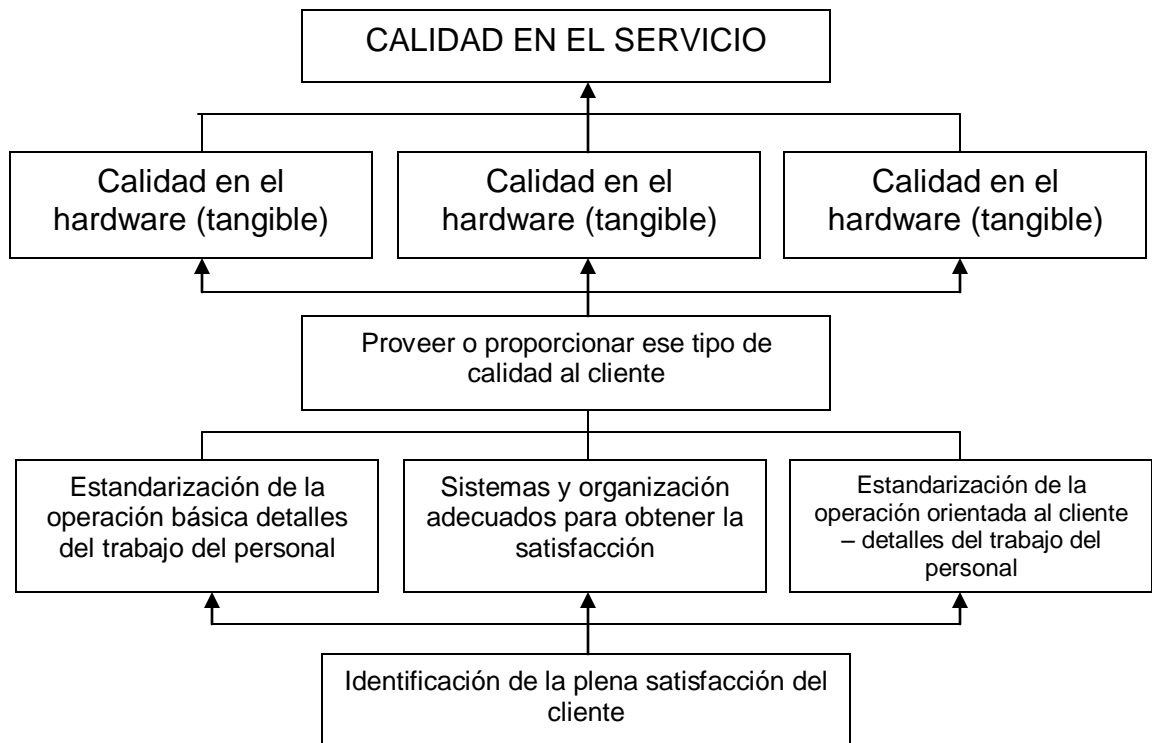 CALIDAD EN EL SERVICIO
Calidad en el
hardware (tangible)
Calidad en el
hardware (tangible)
Calidad en el
hardware (tangible)
Proveer o proporcionar ese tipo de
calidad al cliente
Estandarización de la
operación básica detalles
del trabajo del personal
Sistemas y organización
adecuados para obtener la
satisfacción
Estandarización de la
operación orientada al cliente
– detalles del trabajo del
personal
Identificación de la plena satisfacción del
cliente